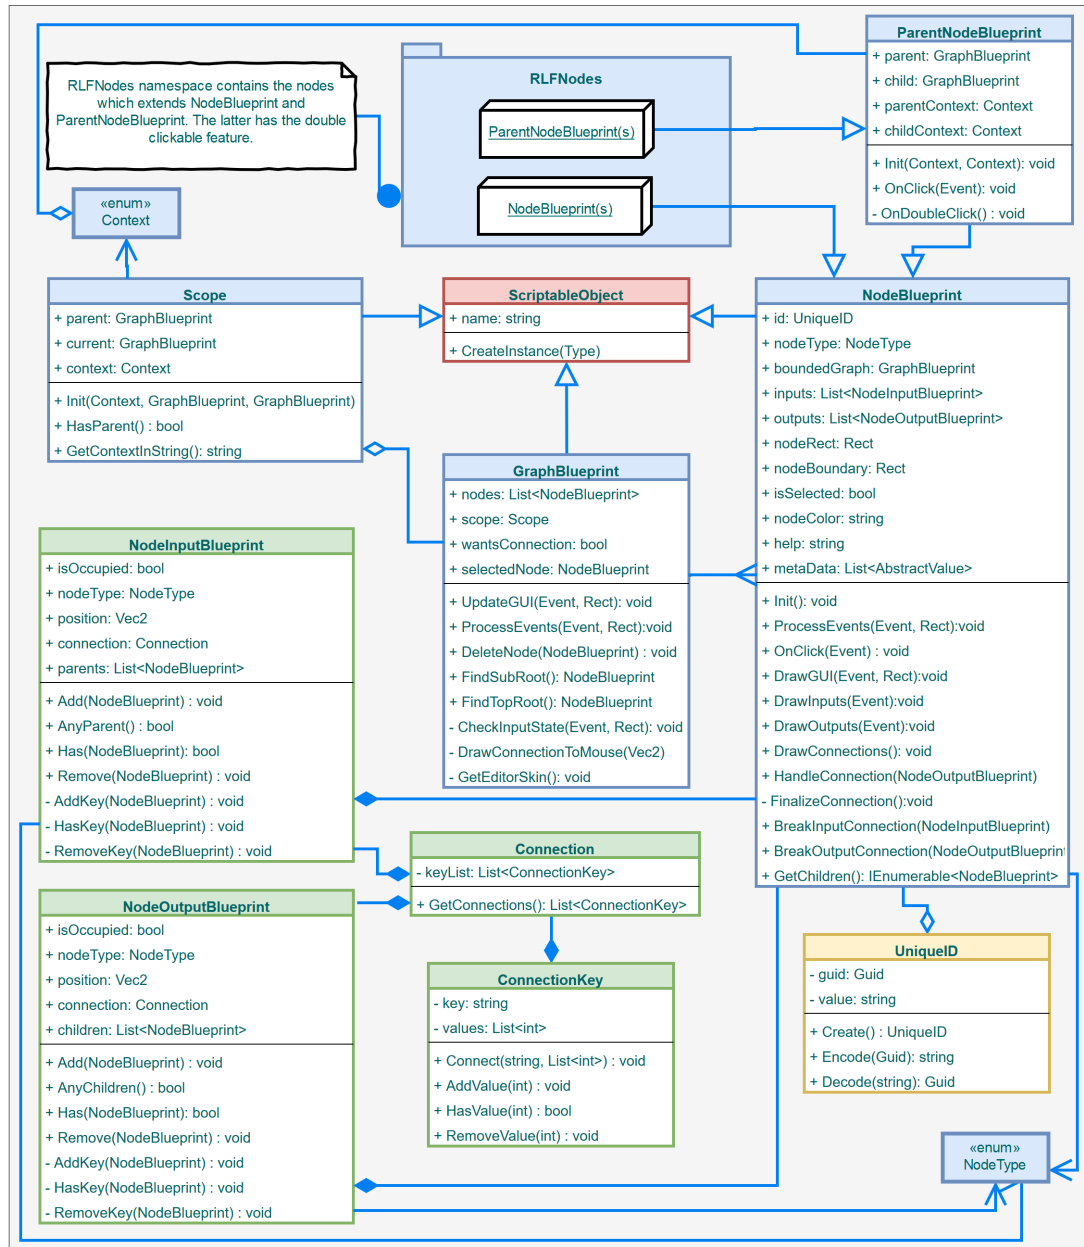 ParentNodeBlueprint
+ parent: GraphBlueprint
+ child: GraphBlueprint
+ parentContext: Context
+ childContext: Context
+ Init(Context, Context): void
+ OnClick(Event): void
- OnDoubleClick() : void
RLFNodes namespace contains the nodes
which extends NodeBlueprint and
ParentNodeBlueprint. The latter has the double
clickable feature.
RLFNodes
ParentNodeBlueprint(s)
NodeBlueprint(s)
«enum»
Context
Scope
+ parent: GraphBlueprint
+ current: GraphBlueprint
+ context: Context
+ Init(Context, GraphBlueprint, GraphBlueprint)
+ HasParent() : bool
+ GetContextInString(): string
ScriptableObject
+ name: string
+ CreateInstance(Type)
NodeBlueprint
+ id: UniqueID
+ nodeType: NodeType
+ boundedGraph: GraphBlueprint
+ inputs: List<NodeInputBlueprint>
+ outputs: List<NodeOutputBlueprint>
+ nodeRect: Rect
+ nodeBoundary: Rect
+ isSelected: bool
+ nodeColor: string
+ help: string
+ metaData: List<AbstractValue>
+ Init(): void
+ ProcessEvents(Event, Rect):void
+ OnClick(Event) : void
+ DrawGUI(Event, Rect):void
+ DrawInputs(Event):void
+ DrawOutputs(Event):void
+ DrawConnections(): void
+ HandleConnection(NodeOutputBlueprint)
- FinalizeConnection():void
+ BreakInputConnection(NodeInputBlueprint)
+ BreakOutputConnection(NodeOutputBlueprint
+ GetChildren(): IEnumerable<NodeBlueprint>
GraphBlueprint
+ nodes: List<NodeBlueprint>
+ scope: Scope
+ wantsConnection: bool
+ selectedNode: NodeBlueprint
+ UpdateGUI(Event, Rect): void
+ ProcessEvents(Event, Rect):void
+ DeleteNode(NodeBlueprint) : void
+ FindSubRoot(): NodeBlueprint
+ FindTopRoot(): NodeBlueprint
- CheckInputState(Event, Rect): void
- DrawConnectionToMouse(Vec2)
- GetEditorSkin(): void
NodeInputBlueprint
+ isOccupied: bool
+ nodeType: NodeType
+ position: Vec2
+ connection: Connection
+ parents: List<NodeBlueprint>
+ Add(NodeBlueprint) : void
+ AnyParent() : bool
+ Has(NodeBlueprint): bool
+ Remove(NodeBlueprint) : void
- AddKey(NodeBlueprint) : void
- HasKey(NodeBlueprint) : void
- RemoveKey(NodeBlueprint) : void
Connection
- keyList: List<ConnectionKey>
+ GetConnections(): List<ConnectionKey>
NodeOutputBlueprint
+ isOccupied: bool
+ nodeType: NodeType
+ position: Vec2
+ connection: Connection
+ children: List<NodeBlueprint>
+ Add(NodeBlueprint) : void
+ AnyChildren() : bool
+ Has(NodeBlueprint): bool
+ Remove(NodeBlueprint) : void
- AddKey(NodeBlueprint) : void
- HasKey(NodeBlueprint) : void
- RemoveKey(NodeBlueprint) : void
ConnectionKey
- key: string
- values: List<int>
+ Connect(string, List<int>) : void
+ AddValue(int) : void
+ HasValue(int) : bool
+ RemoveValue(int) : void
UniqueID
- guid: Guid
- value: string
+ Create() : UniqueID
+ Encode(Guid): string
+ Decode(string): Guid
«enum»
NodeType